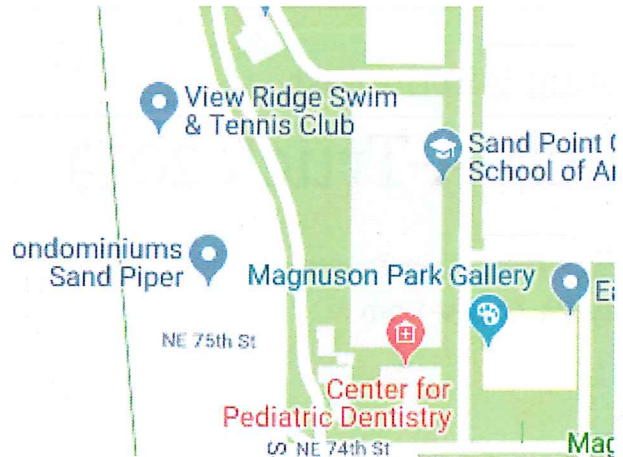 View Ridge Swim
& Tennis Club
Sand Point
School of
ondominiums
Sand Piper
Magnuson Park Gallery
NE 75th St
Center for
Pediatric Dentistry
S
NE 74th St
Mag